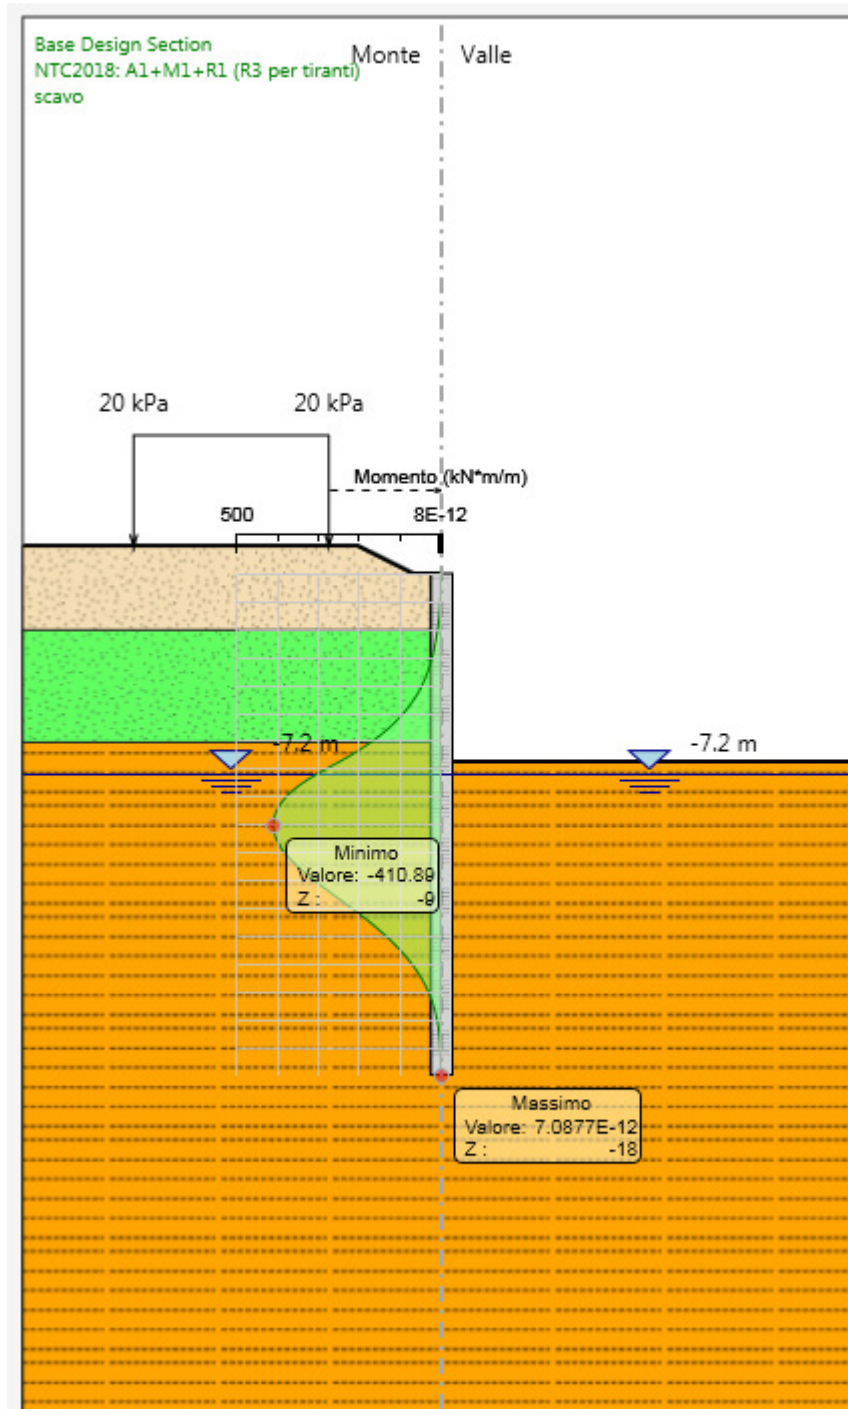 Base Design Section
NTC2018: A1+M1+R1 (R3 per tiranti)
scavo
Monte
Valle
20 kPa
20 kPa
Momento (kN*m/m)
500
8E-12
-7.2 m
-7.2 m
Minimo
Valore: -410.89
Z : -9
Massimo
Valore: 7.0877E-12
Z : -18